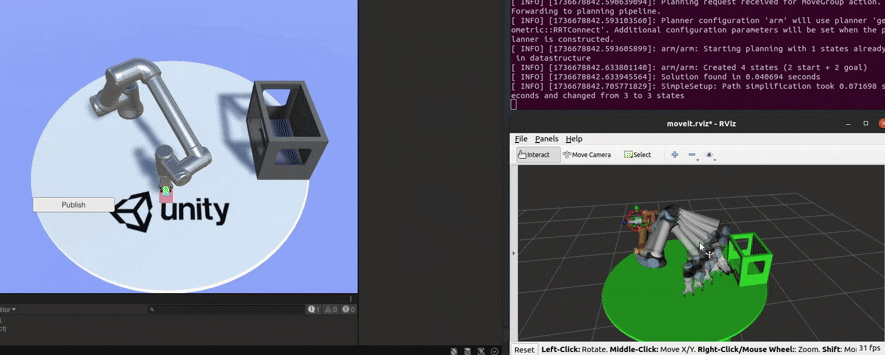 [ INFO] [1736678842.590639094]: Planning request received for MoveGroup action.
Forwarding to planning pipeline.
[ INFO] [1736678842.593103560]: Planner configuration 'arm' will use planner 'ge
ometric::RRTConnect'. Additional configuration parameters will be set when the p
lanner is constructed.
[ INFO] [1736678842.593605899]: arm/arm: Starting planning with 1 states already
in datastructure
[ INFO] [1736678842.633801140]: arm/arm: Created 4 states (2 start + 2 goal)
[ INFO] [1736678842.633945564]: Solution found in 0.040694 seconds
[ INFO] [1736678842.705771829]: SimpleSetup: Path simplification took 0.071698 s
econds and changed from 3 to 3 states
Publish
unity
itor
1 0 0
ct)
moveit.rviz* - RViz
File Panels Help
Interact Move Camera Select
Reset Left-Click: Rotate. Middle-Click: Move X/Y. Right-Click/Mouse Wheel:: Zoom. Shift: Mo 31 fps